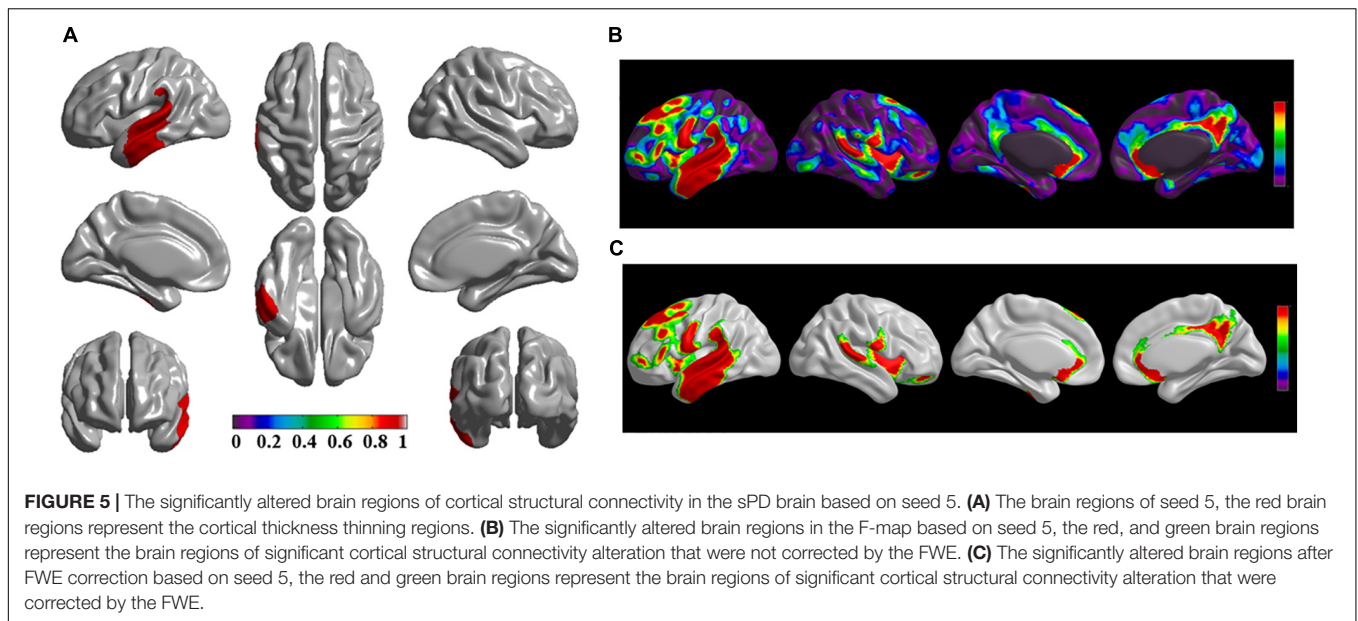 A
B
C
0 0.2 0.4 0.6 0.8 1
FIGURE 5 | The significantly altered brain regions of cortical structural connectivity in the sPD brain based on seed 5. (A) The brain regions of seed 5, the red brain
regions represent the cortical thickness thinning regions. (B) The significantly altered brain regions in the F-map based on seed 5, the red, and green brain regions
represent the brain regions of significant cortical structural connectivity alteration that were not corrected by the FWE. (C) The significantly altered brain regions after
FWE correction based on seed 5, the red and green brain regions represent the brain regions of significant cortical structural connectivity alteration that were
corrected by the FWE.